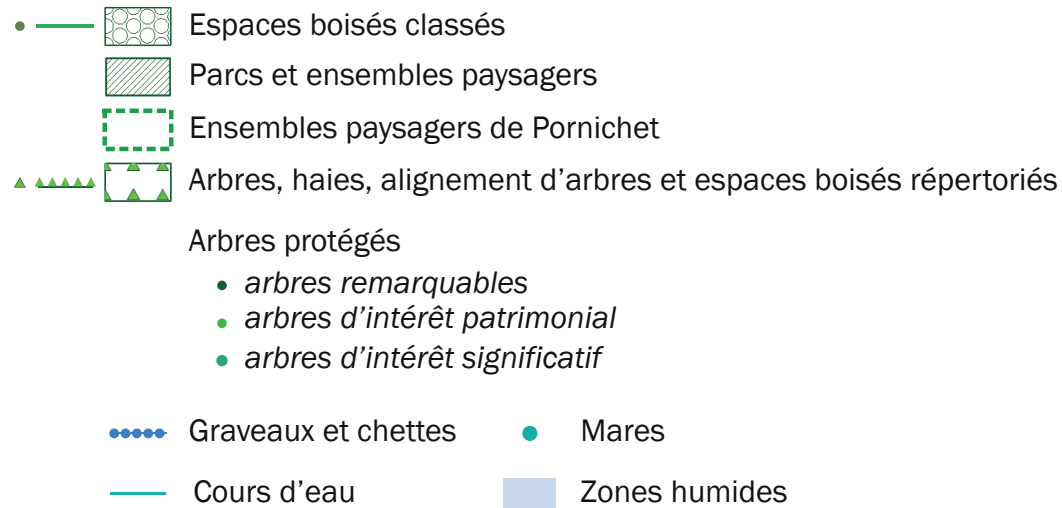 Espaces boisés classés
Parcs et ensembles paysagers
Ensembles paysagers de Pornichet
Arbres, haies, alignement d'arbres et espaces boisés répertoriés
Arbres protégés
arbres remarquables
arbres d'intérêt patrimonial
arbres d'intérêt significatif
Graveaux et chettes
Mares
Cours d'eau
Zones humides